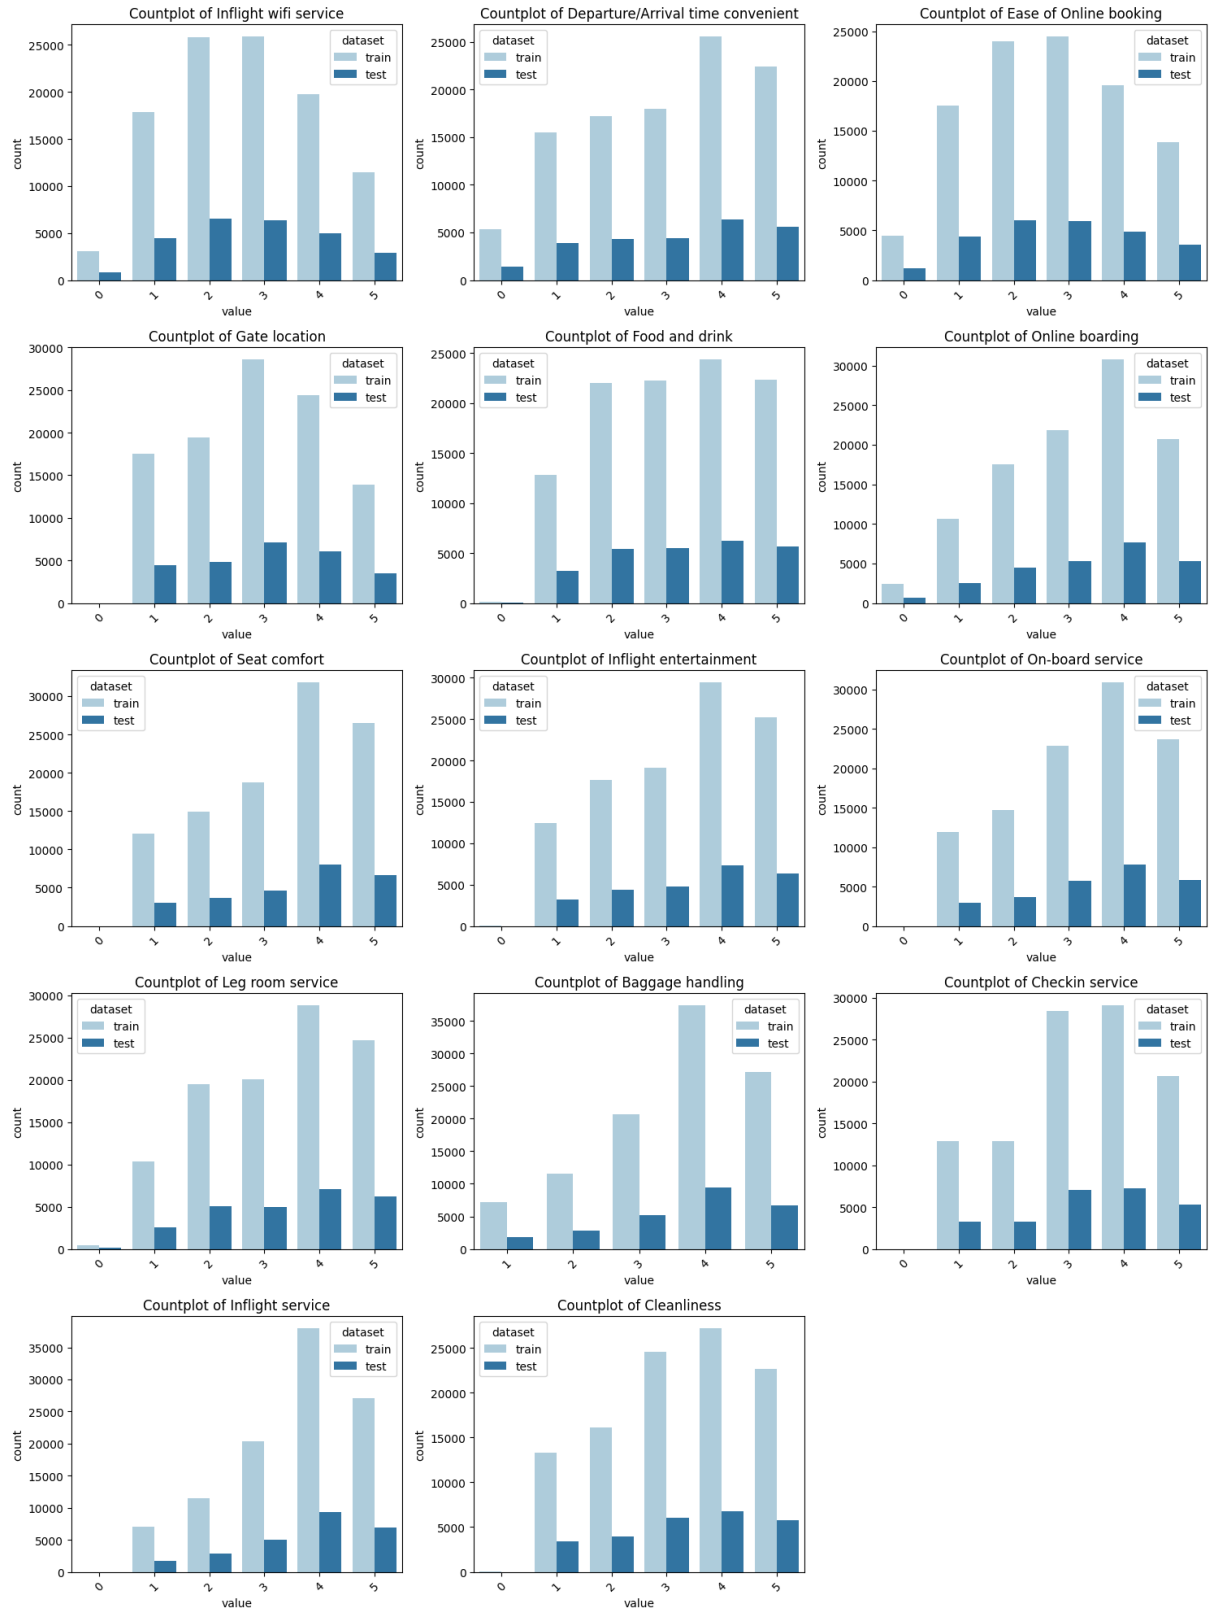 Countplot of Inflight wifi service
dataset
train
test
count
25000
20000
15000
10000
5000
0
0 1 2 3 4 5
value
Countplot of Departure/Arrival time convenient
dataset
train
test
count
25000
20000
15000
10000
5000
0
0 1 2 3 4 5
value
Countplot of Ease of Online booking
dataset
train
test
count
25000
20000
15000
10000
5000
0
0 1 2 3 4 5
value
Countplot of Gate location
dataset
train
test
count
30000
25000
20000
15000
10000
5000
0
0 1 2 3 4 5
value
Countplot of Food and drink
dataset
train
test
count
25000
20000
15000
10000
5000
0
0 1 2 3 4 5
value
Countplot of Online boarding
dataset
train
test
count
30000
25000
20000
15000
10000
5000
0
0 1 2 3 4 5
value
Countplot of Seat comfort
dataset
train
test
count
30000
25000
20000
15000
10000
5000
0
0 1 2 3 4 5
value
Countplot of Inflight entertainment
dataset
train
test
count
30000
25000
20000
15000
10000
5000
0
0 1 2 3 4 5
value
Countplot of On-board service
dataset
train
test
count
30000
25000
20000
15000
10000
5000
0
0 1 2 3 4 5
value
Countplot of Leg room service
dataset
train
test
count
30000
25000
20000
15000
10000
5000
0
0 1 2 3 4 5
value
Countplot of Baggage handling
dataset
train
test
count
35000
30000
25000
20000
15000
10000
5000
0
1 2 3 4 5
value
Countplot of Checkin service
dataset
train
test
count
30000
25000
20000
15000
10000
5000
0
0 1 2 3 4 5
value
Countplot of Inflight service
dataset
train
test
count
35000
30000
25000
20000
15000
10000
5000
0
0 1 2 3 4 5
value
Countplot of Cleanliness
dataset
train
test
count
25000
20000
15000
10000
5000
0
0 1 2 3 4 5
value